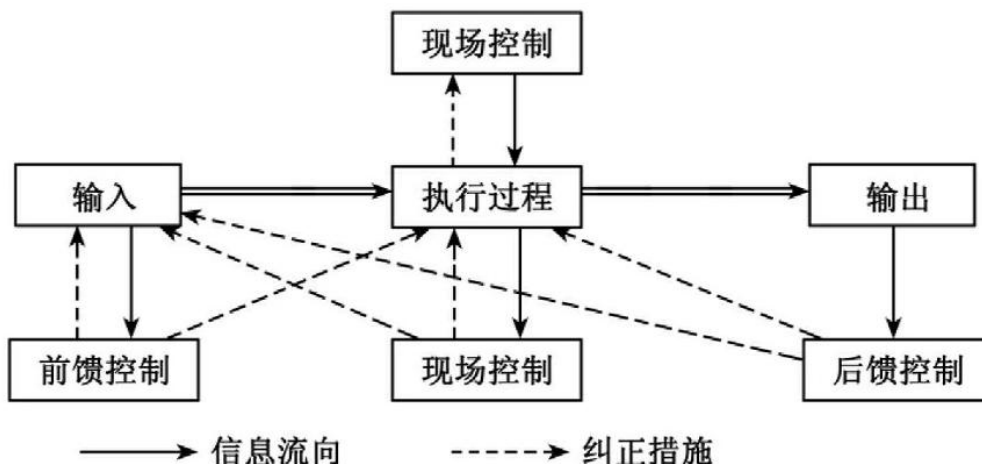 现场控制
输入
执行过程
输出
前馈控制
现场控制
后馈控制
信息流向
纠正措施